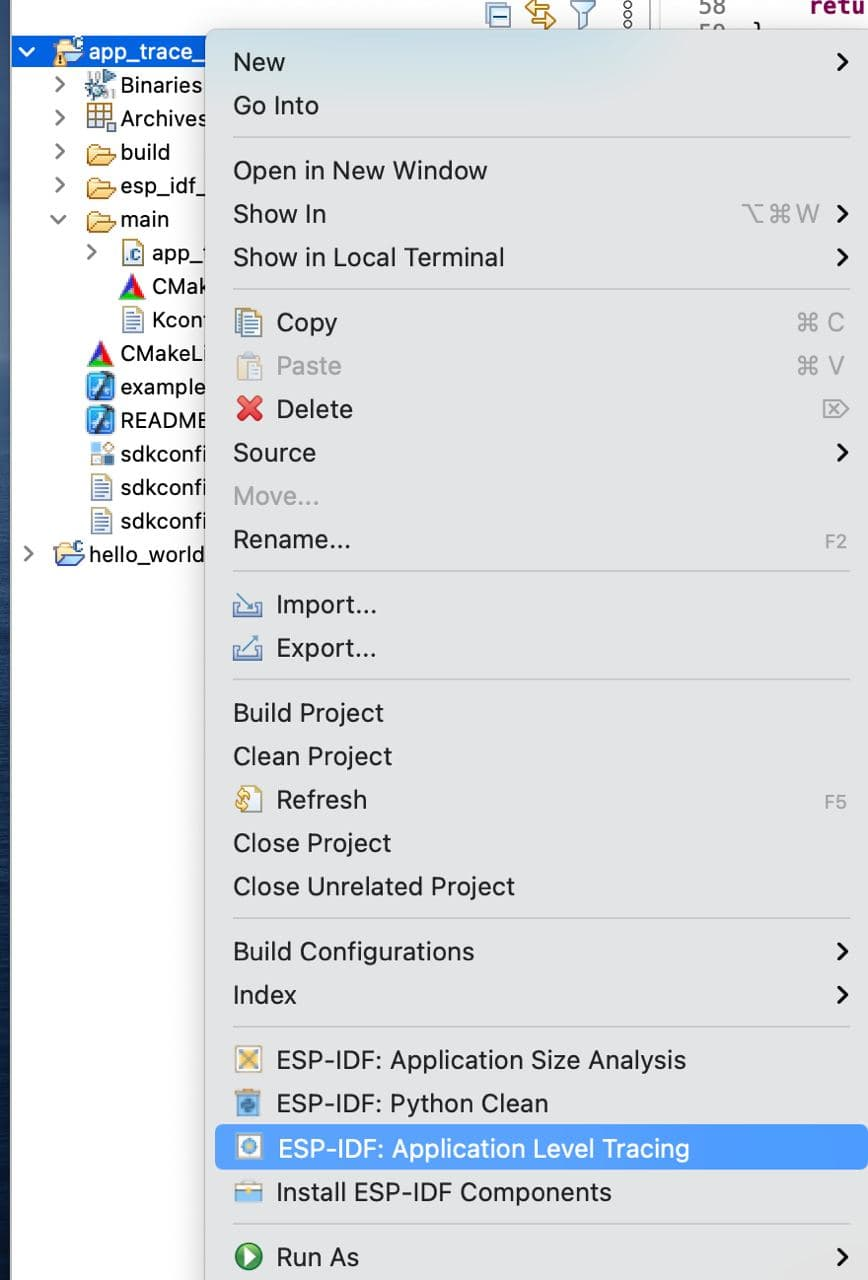 58
retu
app_trace_
Binaries
Archives
build
esp_idf_
main
app_
CMak
Kcon
CMakeLi
example
README
sdkconfi
sdkconfi
sdkconfi
hello_world
New
Go Into
Open in New Window
Show In ⌥⌘W
Show in Local Terminal
Copy ⌘ C
Paste ⌘ V
Delete ⌦
Source
Move...
Rename... F2
Import...
Export...
Build Project
Clean Project
Refresh F5
Close Project
Close Unrelated Project
Build Configurations
Index
ESP-IDF: Application Size Analysis
ESP-IDF: Python Clean
ESP-IDF: Application Level Tracing
Install ESP-IDF Components
Run As